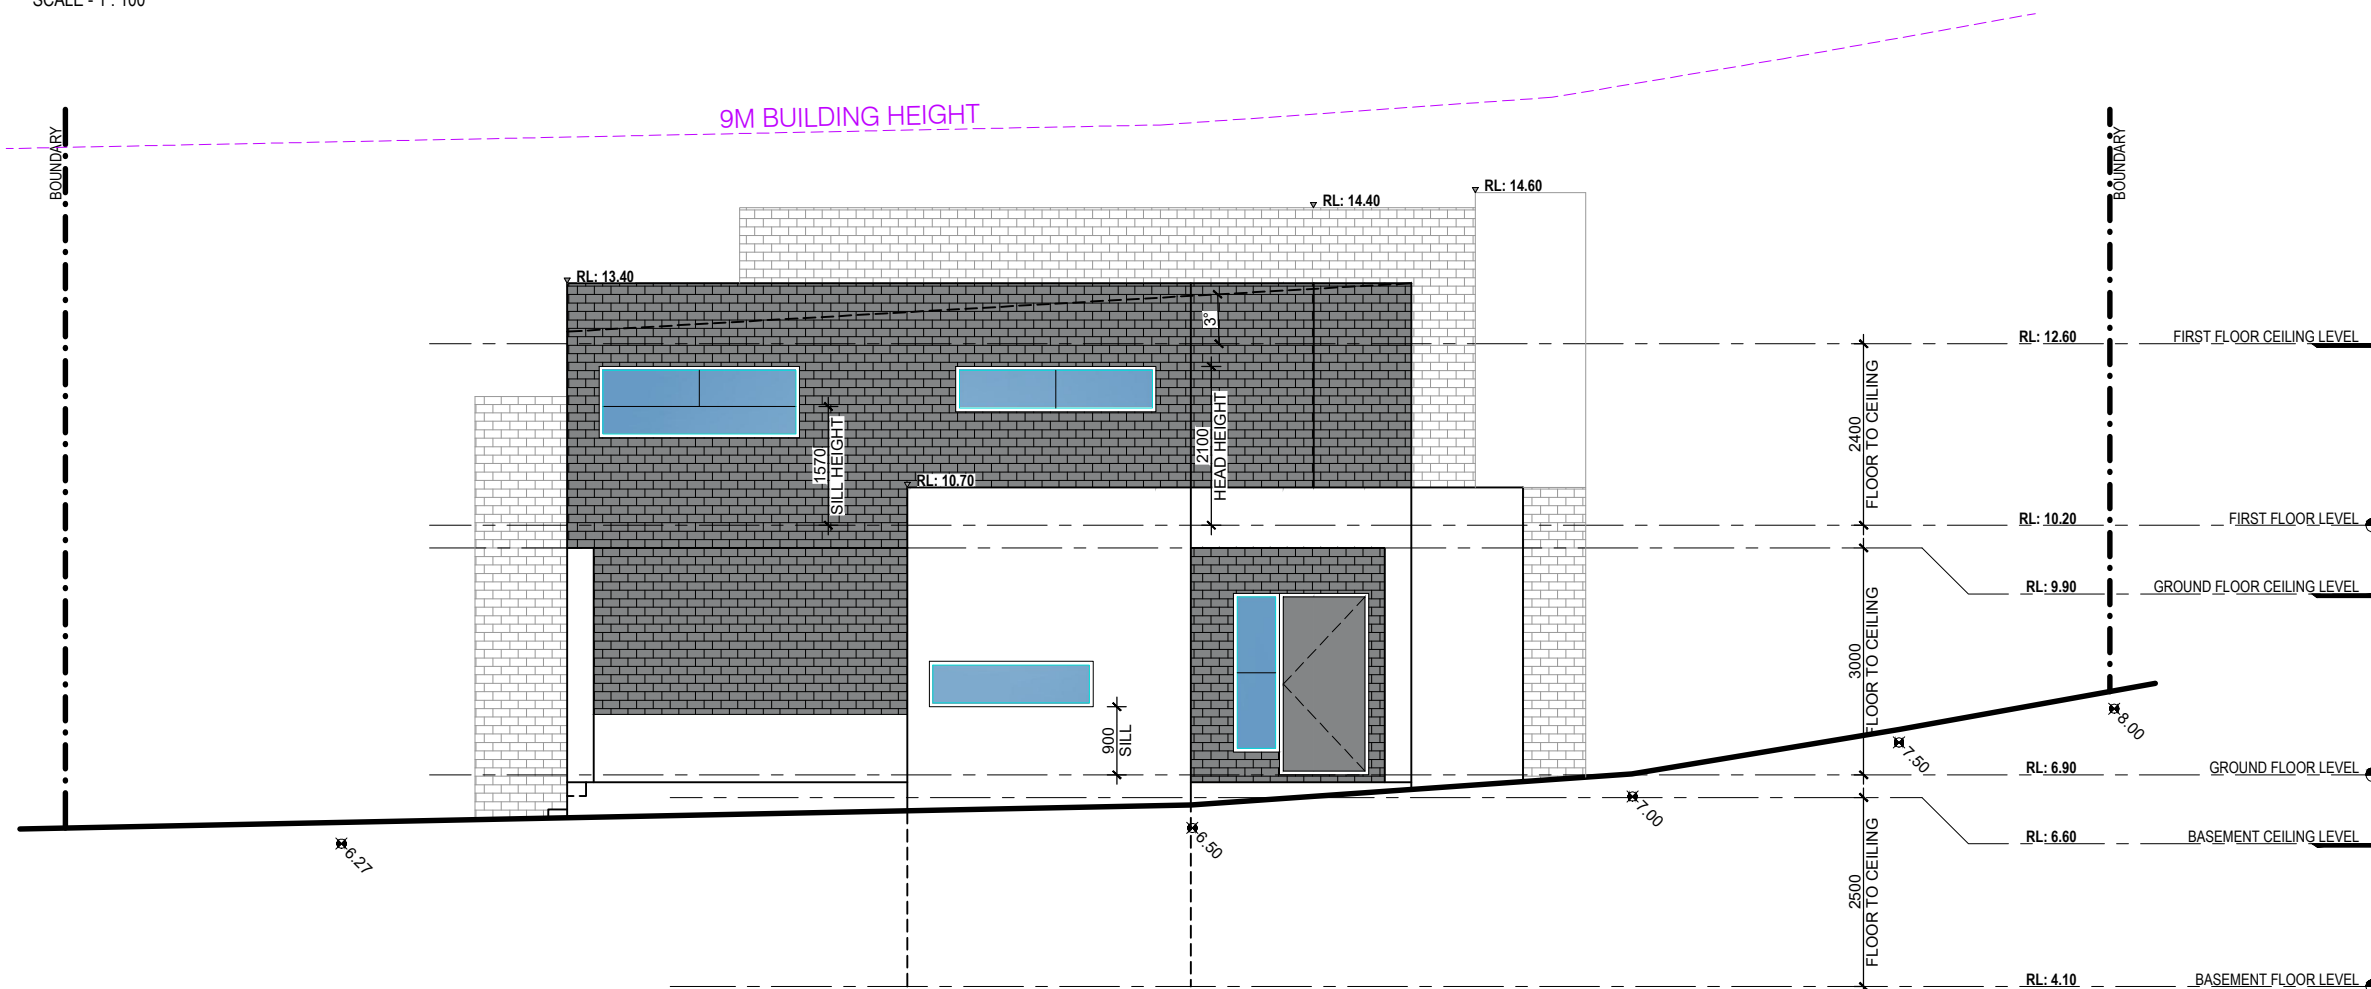 SCALE - 1 : 100
9M BUILDING HEIGHT
BOUNDARY
BOUNDARY
RL: 14.60
RL: 14.40
RL: 13.40
3°
RL: 12.60
FIRST FLOOR CEILING LEVEL
2400
FLOOR TO CEILING
1570
SILL HEIGHT
2100
HEAD HEIGHT
RL: 10.70
RL: 10.20
FIRST FLOOR LEVEL
RL: 9.90
GROUND FLOOR CEILING LEVEL
3000
FLOOR TO CEILING
900
SILL
8.00
7.50
RL: 6.90
GROUND FLOOR LEVEL
7.00
6.50
6.27
RL: 6.60
BASEMENT CEILING LEVEL
2500
FLOOR TO CEILING
RL: 4.10
BASEMENT FLOOR LEVEL